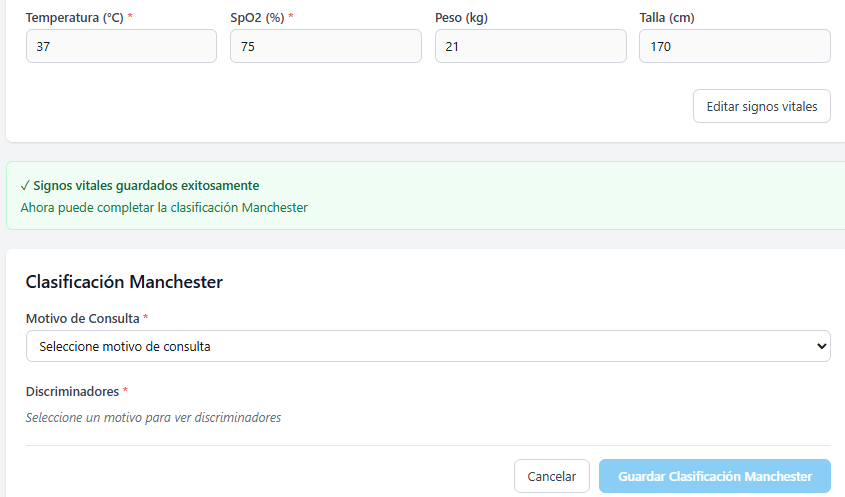 Temperatura (°C) * SpO2 (%) * Peso (kg) Talla (cm)
37 75 21 170
Editar signos vitales
✓ Signos vitales guardados exitosamente
Ahora puede completar la clasificación Manchester
Clasificación Manchester
Motivo de Consulta *
Seleccione motivo de consulta
Discriminadores *
Seleccione un motivo para ver discriminadores
Cancelar Guardar Clasificación Manchester